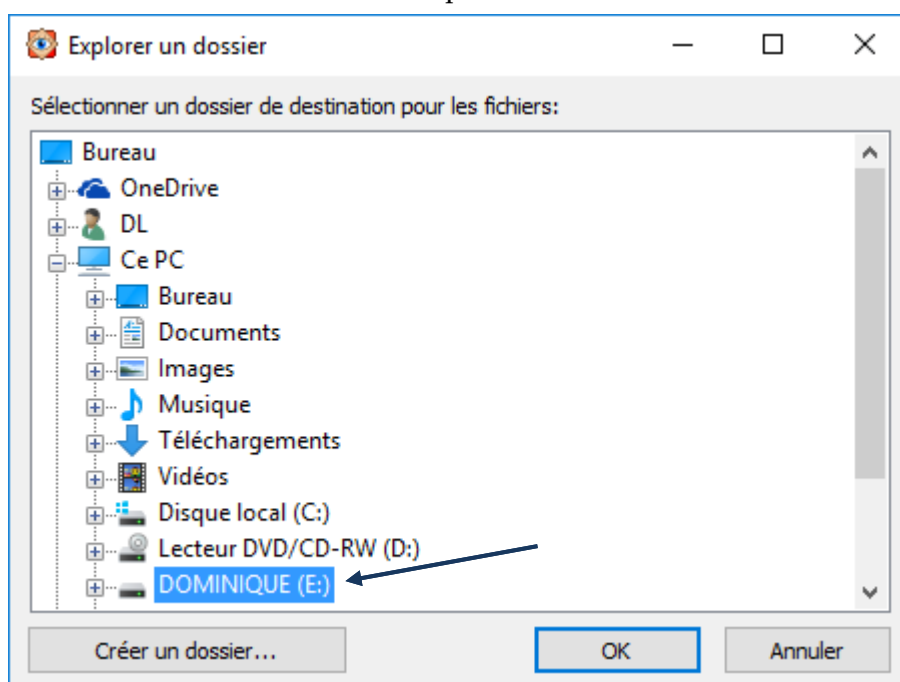 Explorer un dossier
Sélectionner un dossier de destination pour les fichiers:
Bureau
OneDrive
DL
Ce PC
Bureau
Documents
Images
Musique
Téléchargements
Vidéos
Disque local (C:)
Lecteur DVD/CD-RW (D:)
DOMINIQUE (E:)
Créer un dossier... OK Annuler